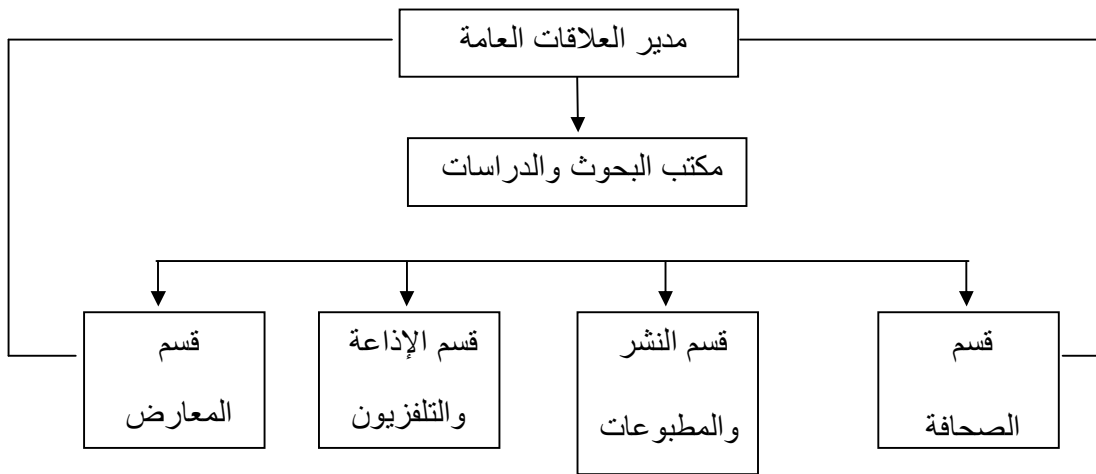 مدير العلاقات العامة
مكتب البحوث والدراسات
قسم
الصحافة
قسم النشر
والمطبوعات
قسم الإذاعة
والتلفزيون
قسم
المعارض